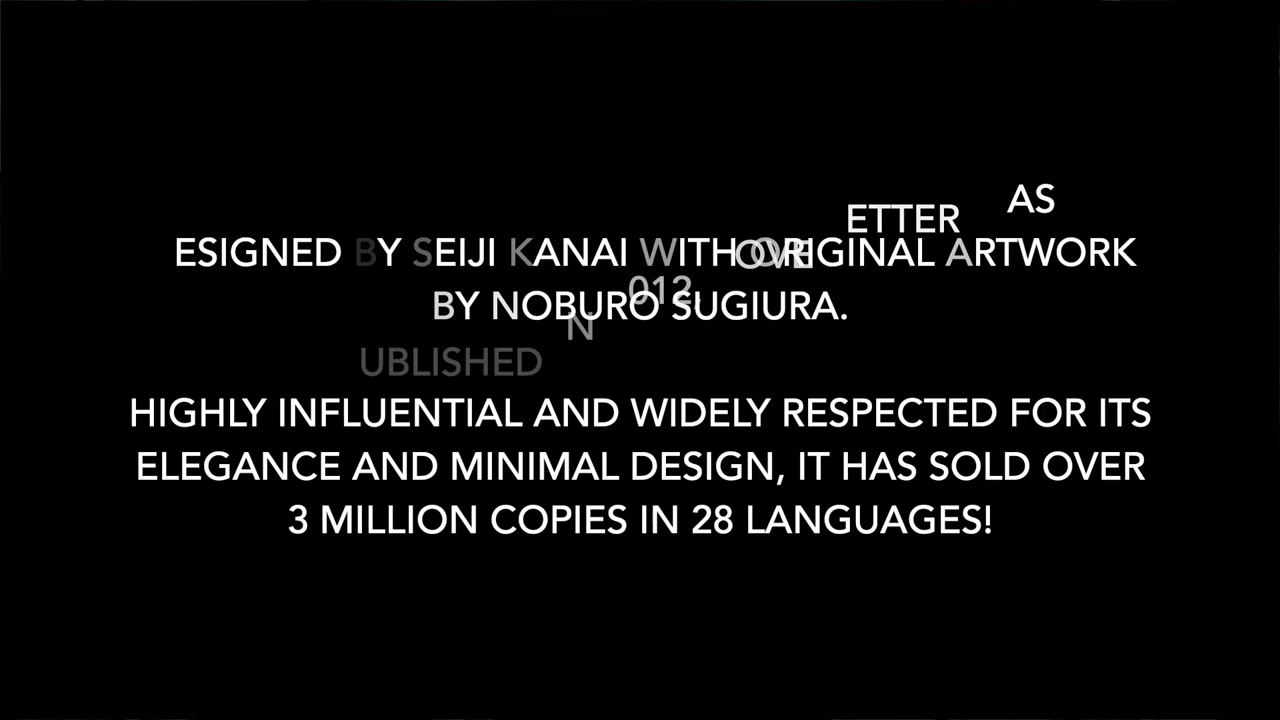 AS
ETTER
ESIGNED BY SEIJI KANAI WITH ORIGINAL ARTWORK
OVE
012,
BY NOBURO SUGIURA.
N
UBLISHED
HIGHLY INFLUENTIAL AND WIDELY RESPECTED FOR ITS
ELEGANCE AND MINIMAL DESIGN, IT HAS SOLD OVER
3 MILLION COPIES IN 28 LANGUAGES!